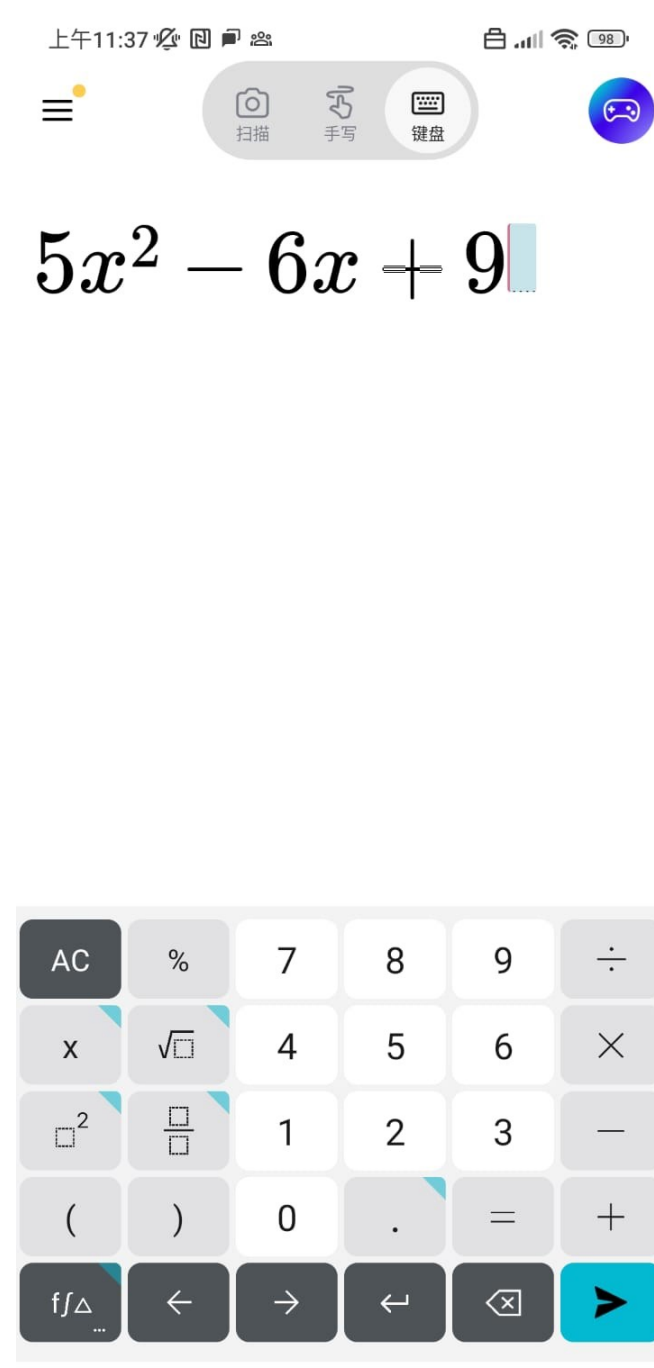 上午11:37 98
扫描 手写 键盘
5x² − 6x + 9
AC % 7 8 9 ÷
x √□ 4 5 6 ×
□² □/□ 1 2 3 −
( ) 0 . = +
f∫△ ... ← → ↵ ⌫ ➤